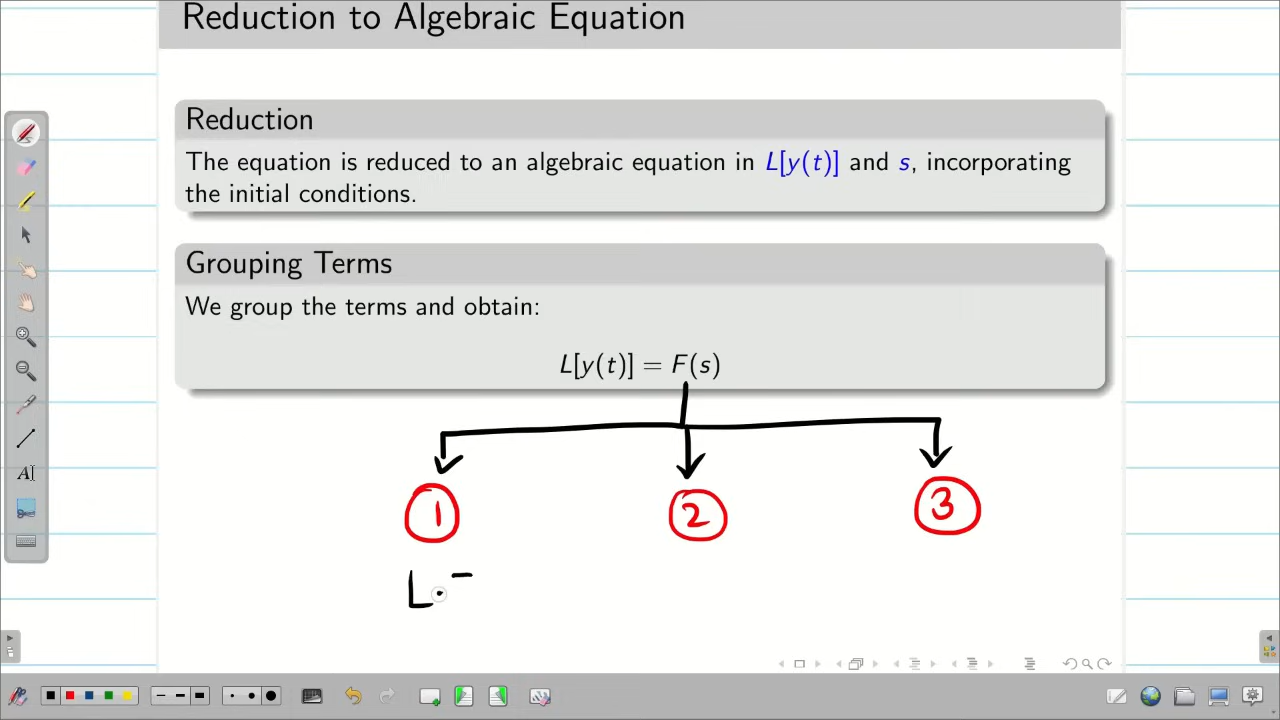 Reduction to Algebraic Equation
Reduction
The equation is reduced to an algebraic equation in L[y(t)] and s, incorporating
the initial conditions.
Grouping Terms
We group the terms and obtain:
L[y(t)] = F(s)
1 2 3
L
A